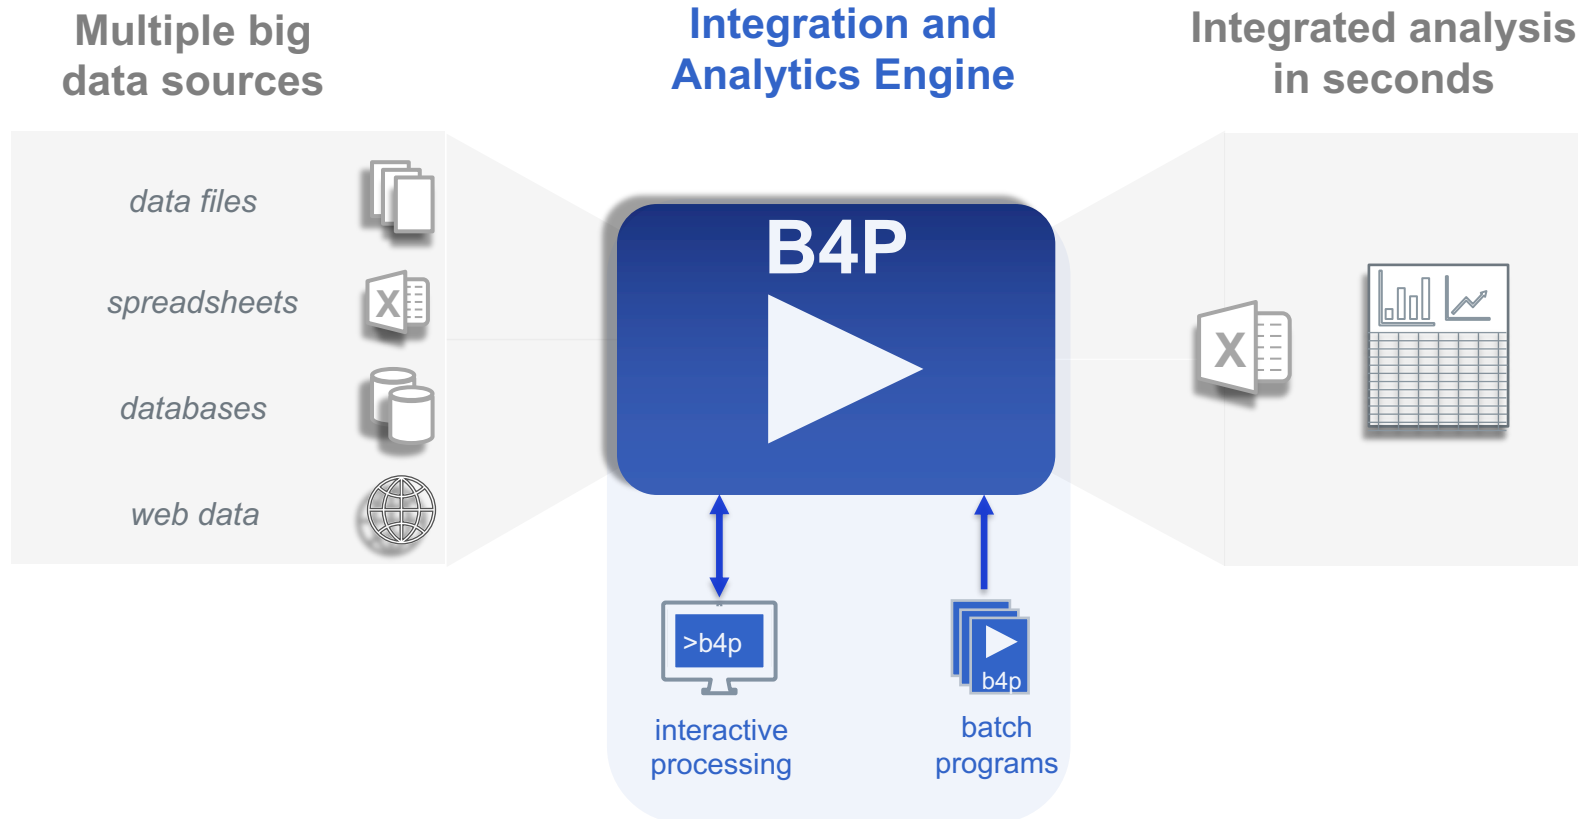 Multiple big
data sources
Integration and
Analytics Engine
Integrated analysis
in seconds
data files
spreadsheets
X
databases
web data
B4P
X
>b4p
interactive
processing
b4p
batch
programs